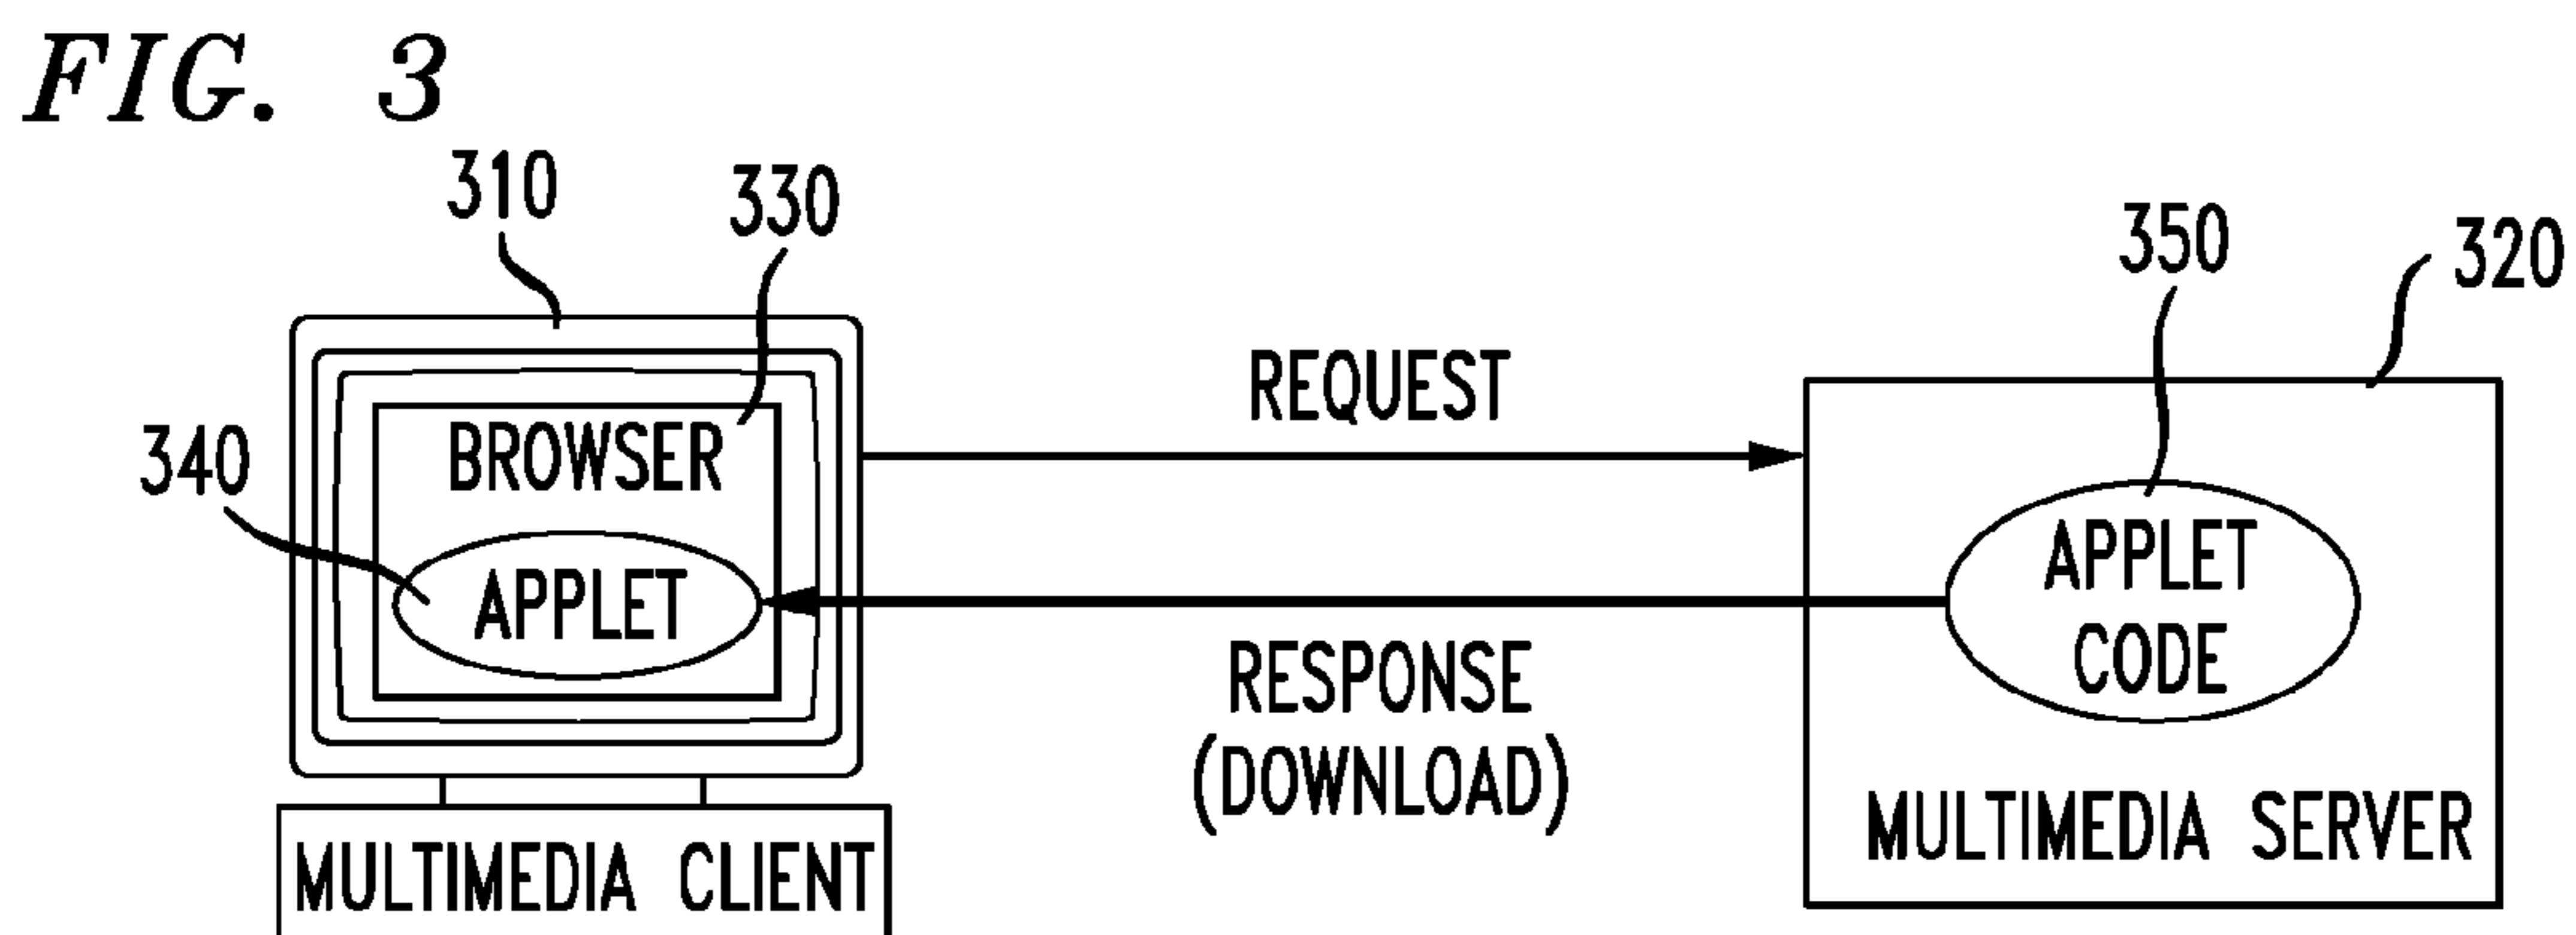 FIG. 3
310
330
350
320
REQUEST
BROWSER
340
APPLET
APPLET
CODE
RESPONSE
(DOWNLOAD)
MULTIMEDIA SERVER
MULTIMEDIA CLIENT